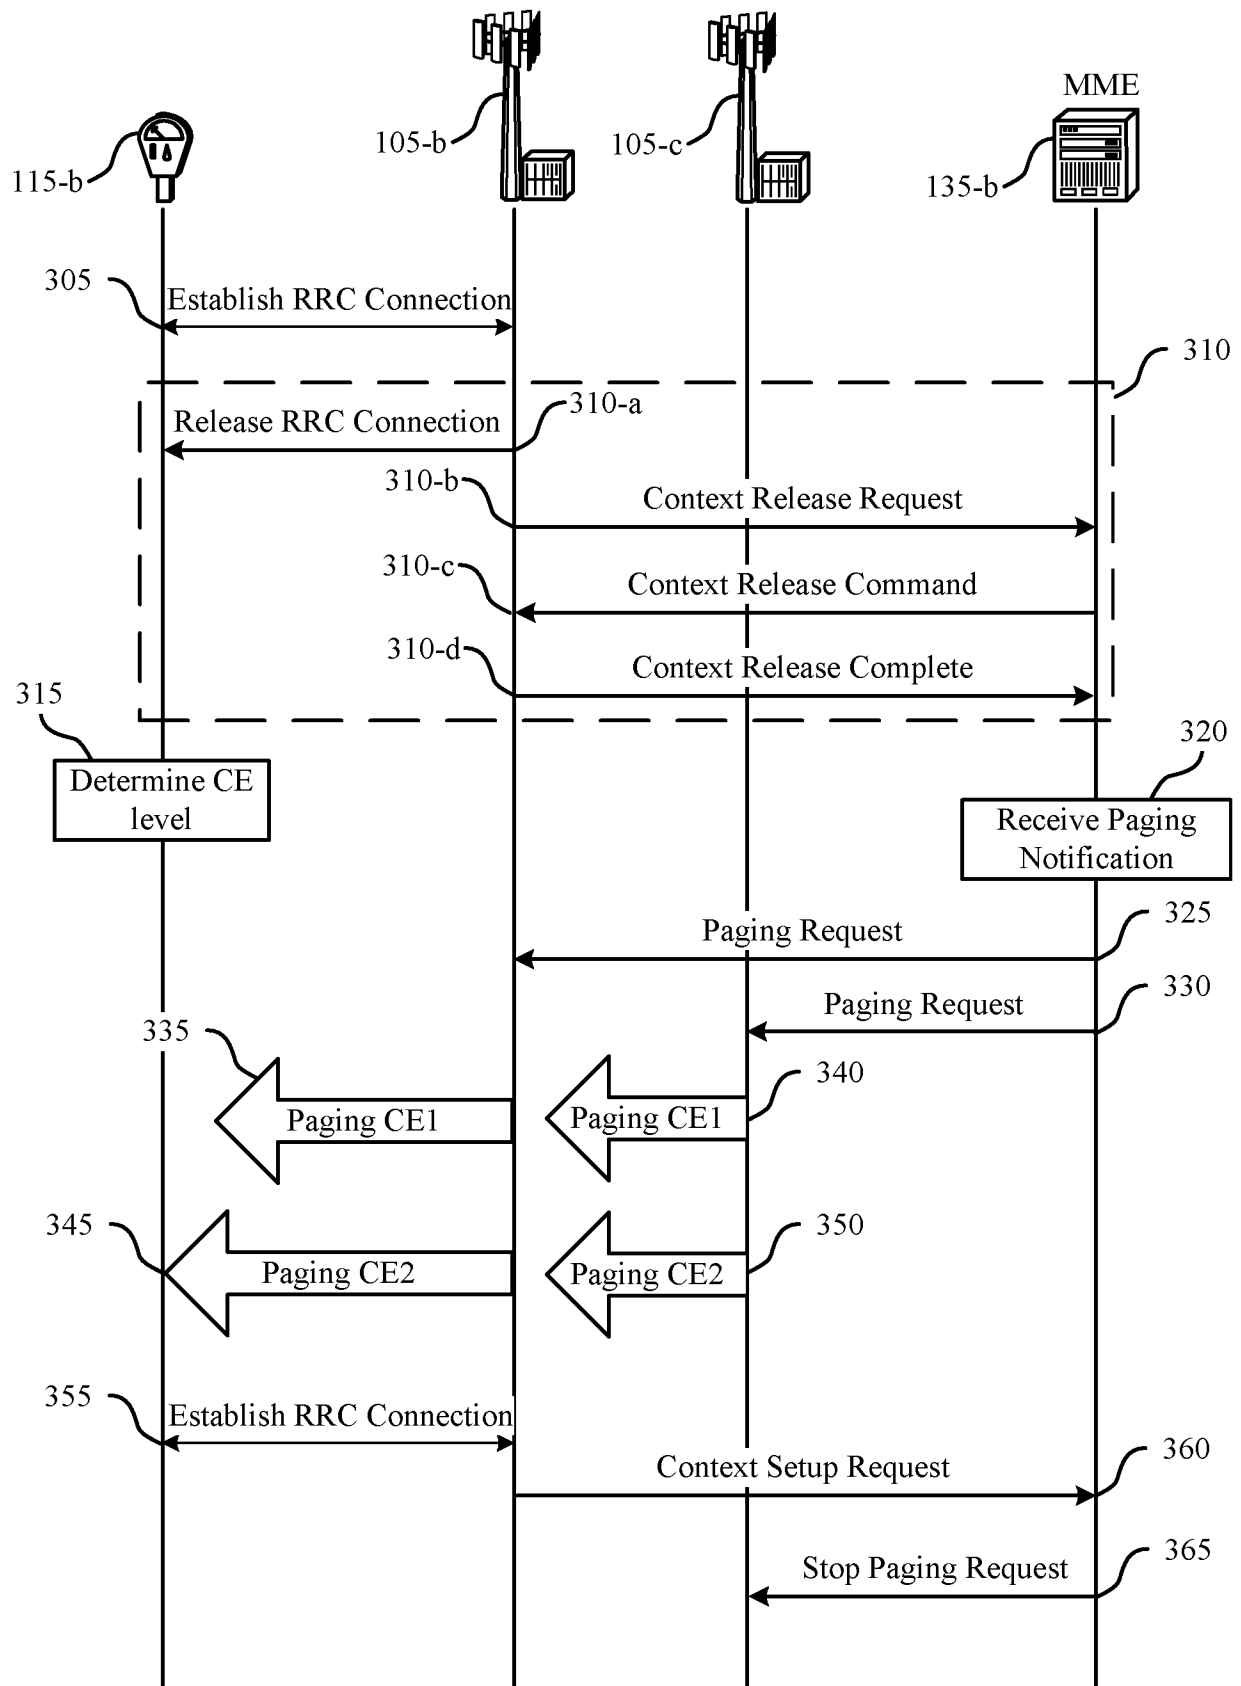 MME
105-b
105-c
115-b
135-b
305
Establish RRC Connection
310
310-a
Release RRC Connection
310-b
Context Release Request
310-c
Context Release Command
310-d
Context Release Complete
315
Determine CE
level
320
Receive Paging
Notification
325
Paging Request
330
Paging Request
335
340
Paging CE1
Paging CE1
345
350
Paging CE2
Paging CE2
355
Establish RRC Connection
360
Context Setup Request
365
Stop Paging Request